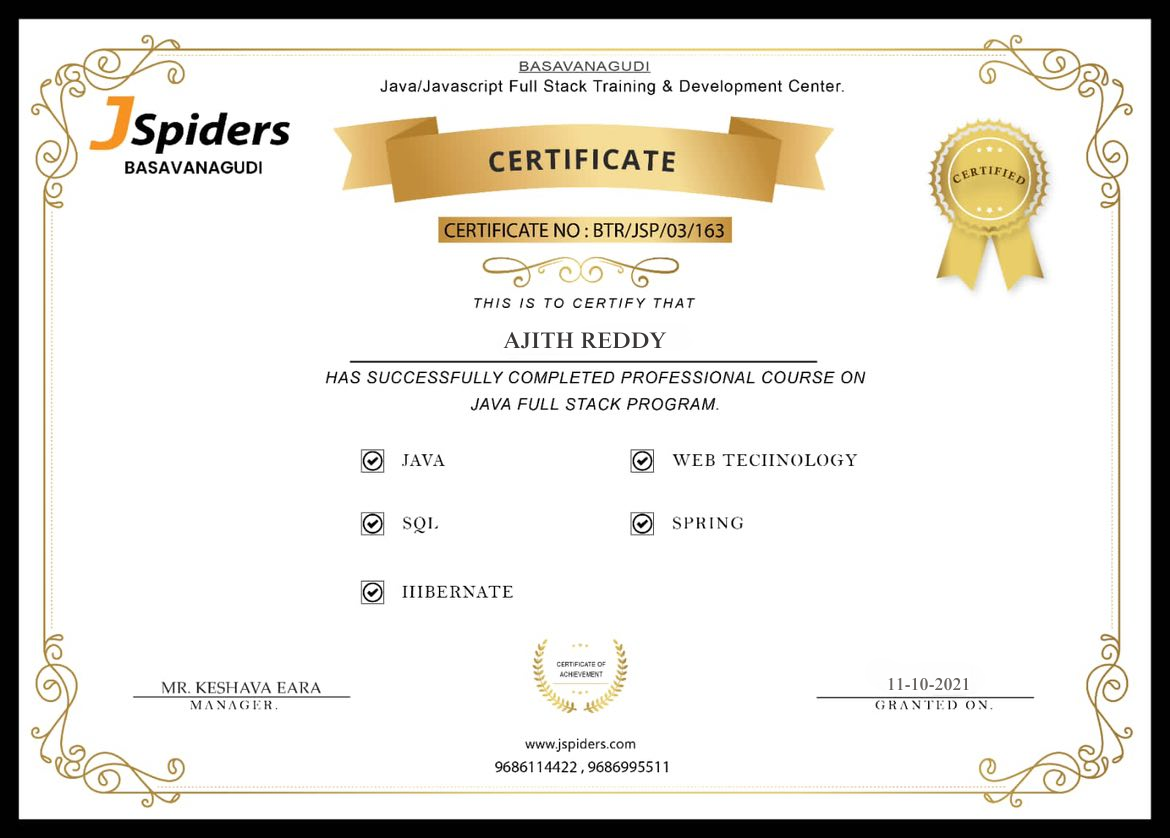 BASAVANAGUDI
Java/Javascript Full Stack Training & Development Center.
JSpiders
BASAVANAGUDI
CERTIFICATE
CERTIFIED
CERTIFICATE NO : BTR/JSP/03/163
THIS IS TO CERTIFY THAT
AJITH REDDY
HAS SUCCESSFULLY COMPLETED PROFESSIONAL COURSE ON
JAVA FULL STACK PROGRAM.
JAVA
WEB TECHNOLOGY
SQL
SPRING
HIBERNATE
CERTIFICATE OF
ACHIEVEMENT
MR. KESHAVA EARA
MANAGER.
11-10-2021
GRANTED ON.
www.jspiders.com
9686114422 , 9686995511